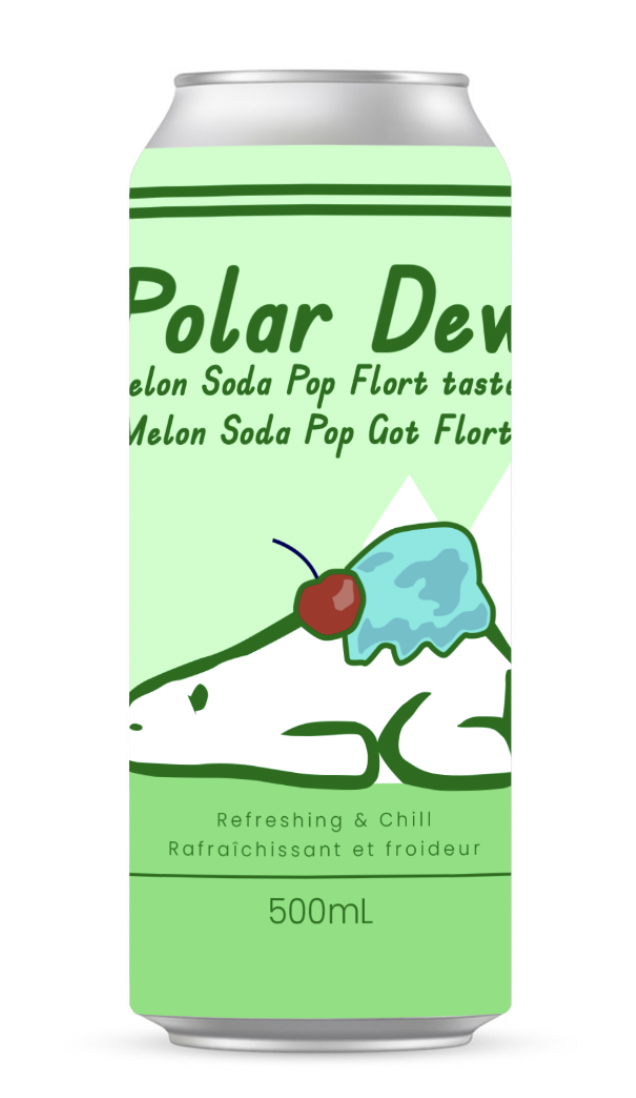 Polar Dew
elon Soda Pop Flort taste
Melon Soda Pop Got Flort
Refreshing & Chill
Rafraîchissant et froideur
500mL